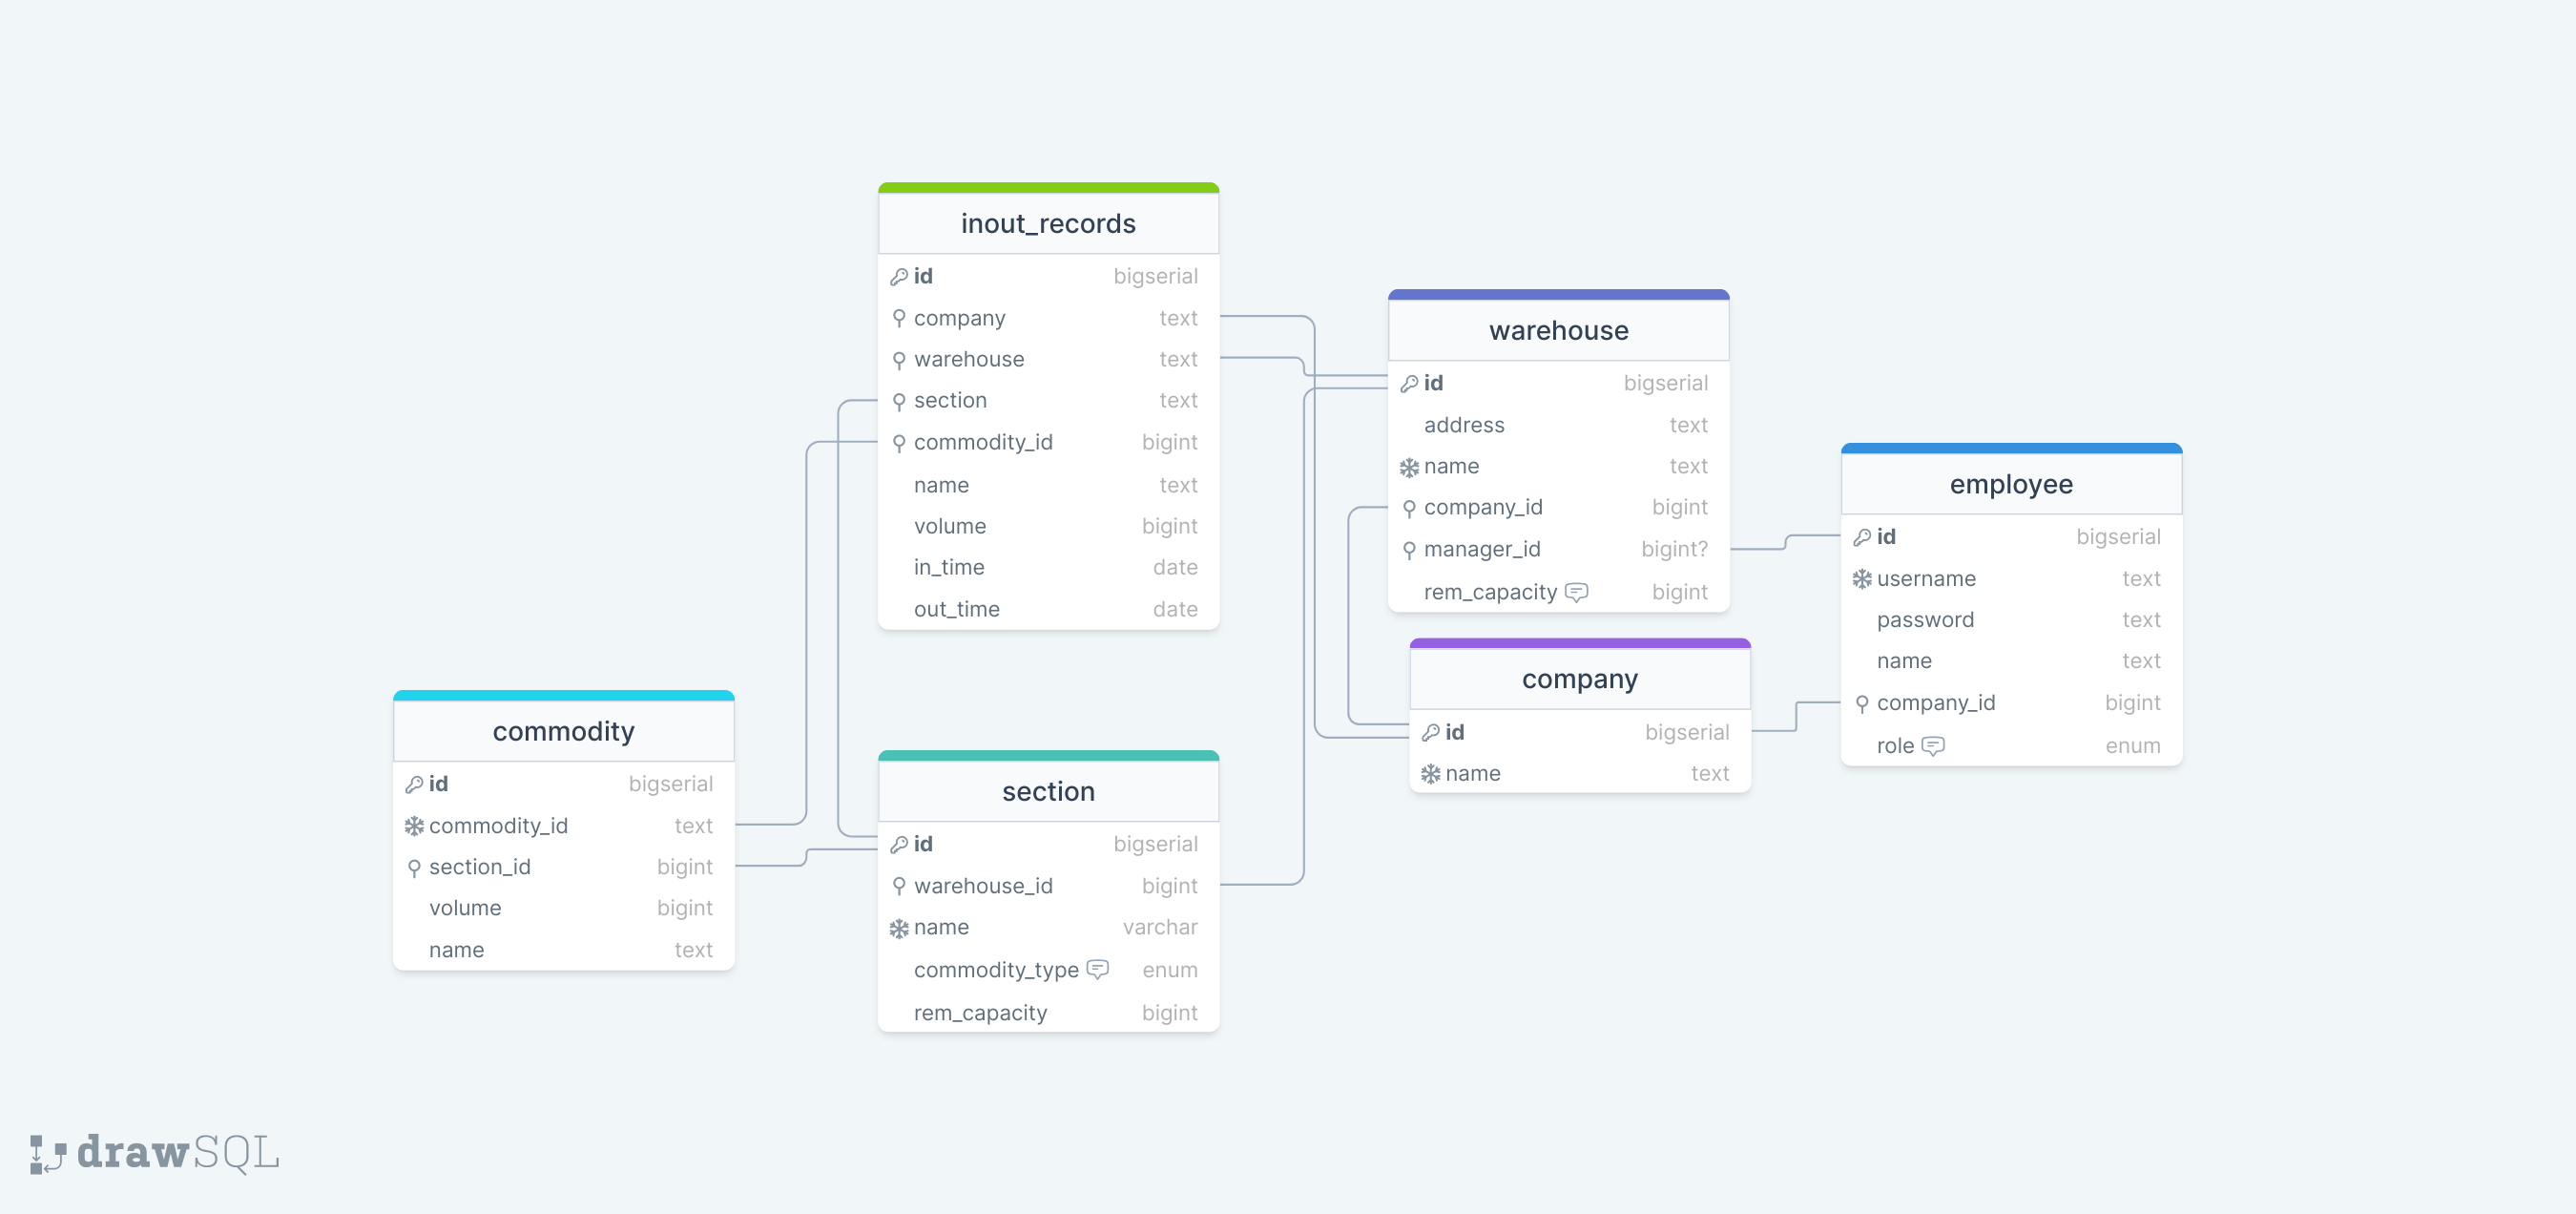 inout_records
id bigserial
company text
warehouse text
section text
commodity_id bigint
name text
volume bigint
in_time date
out_time date
warehouse
id bigserial
address text
name text
company_id bigint
manager_id bigint?
rem_capacity bigint
employee
id bigserial
username text
password text
name text
company_id bigint
role enum
company
id bigserial
name text
commodity
id bigserial
commodity_id text
section_id bigint
volume bigint
name text
section
id bigserial
warehouse_id bigint
name varchar
commodity_type enum
rem_capacity bigint
drawSQL